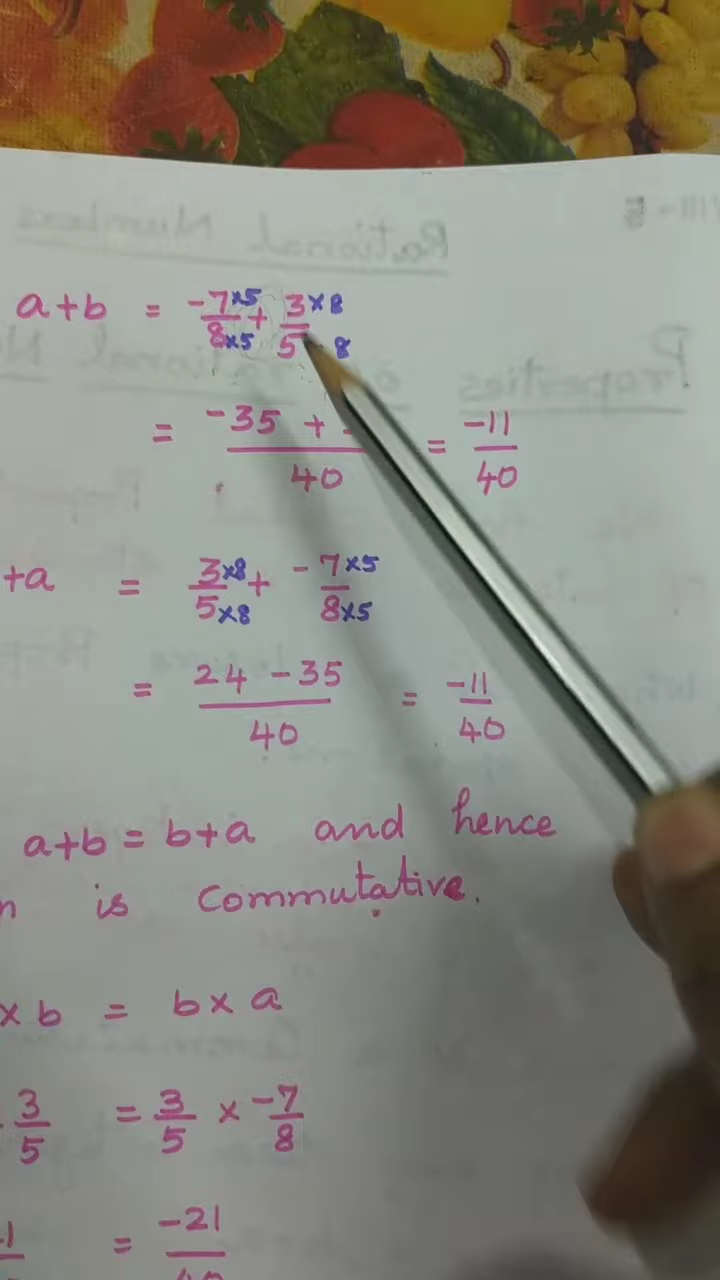 a+b = -7×5/8×5 + 3×8/5 8
= -35 + /40 = -11/40
+a = 3×8/5×8 + -7×5/8×5
= 24 -35/40 = -11/40
a+b = b+a and hence
is Commutative.
×b = b×a
3/5 = 3/5 × -7/8
= -21/40